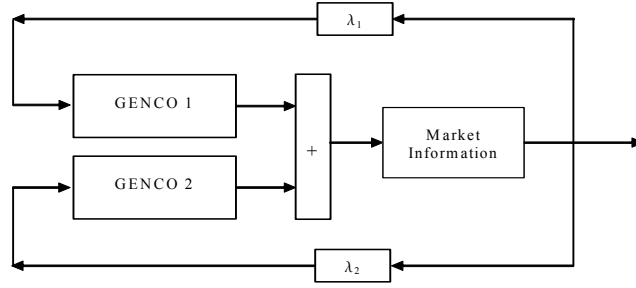 λ1
GENCO 1
GENCO 2
+
Market
Information
λ2